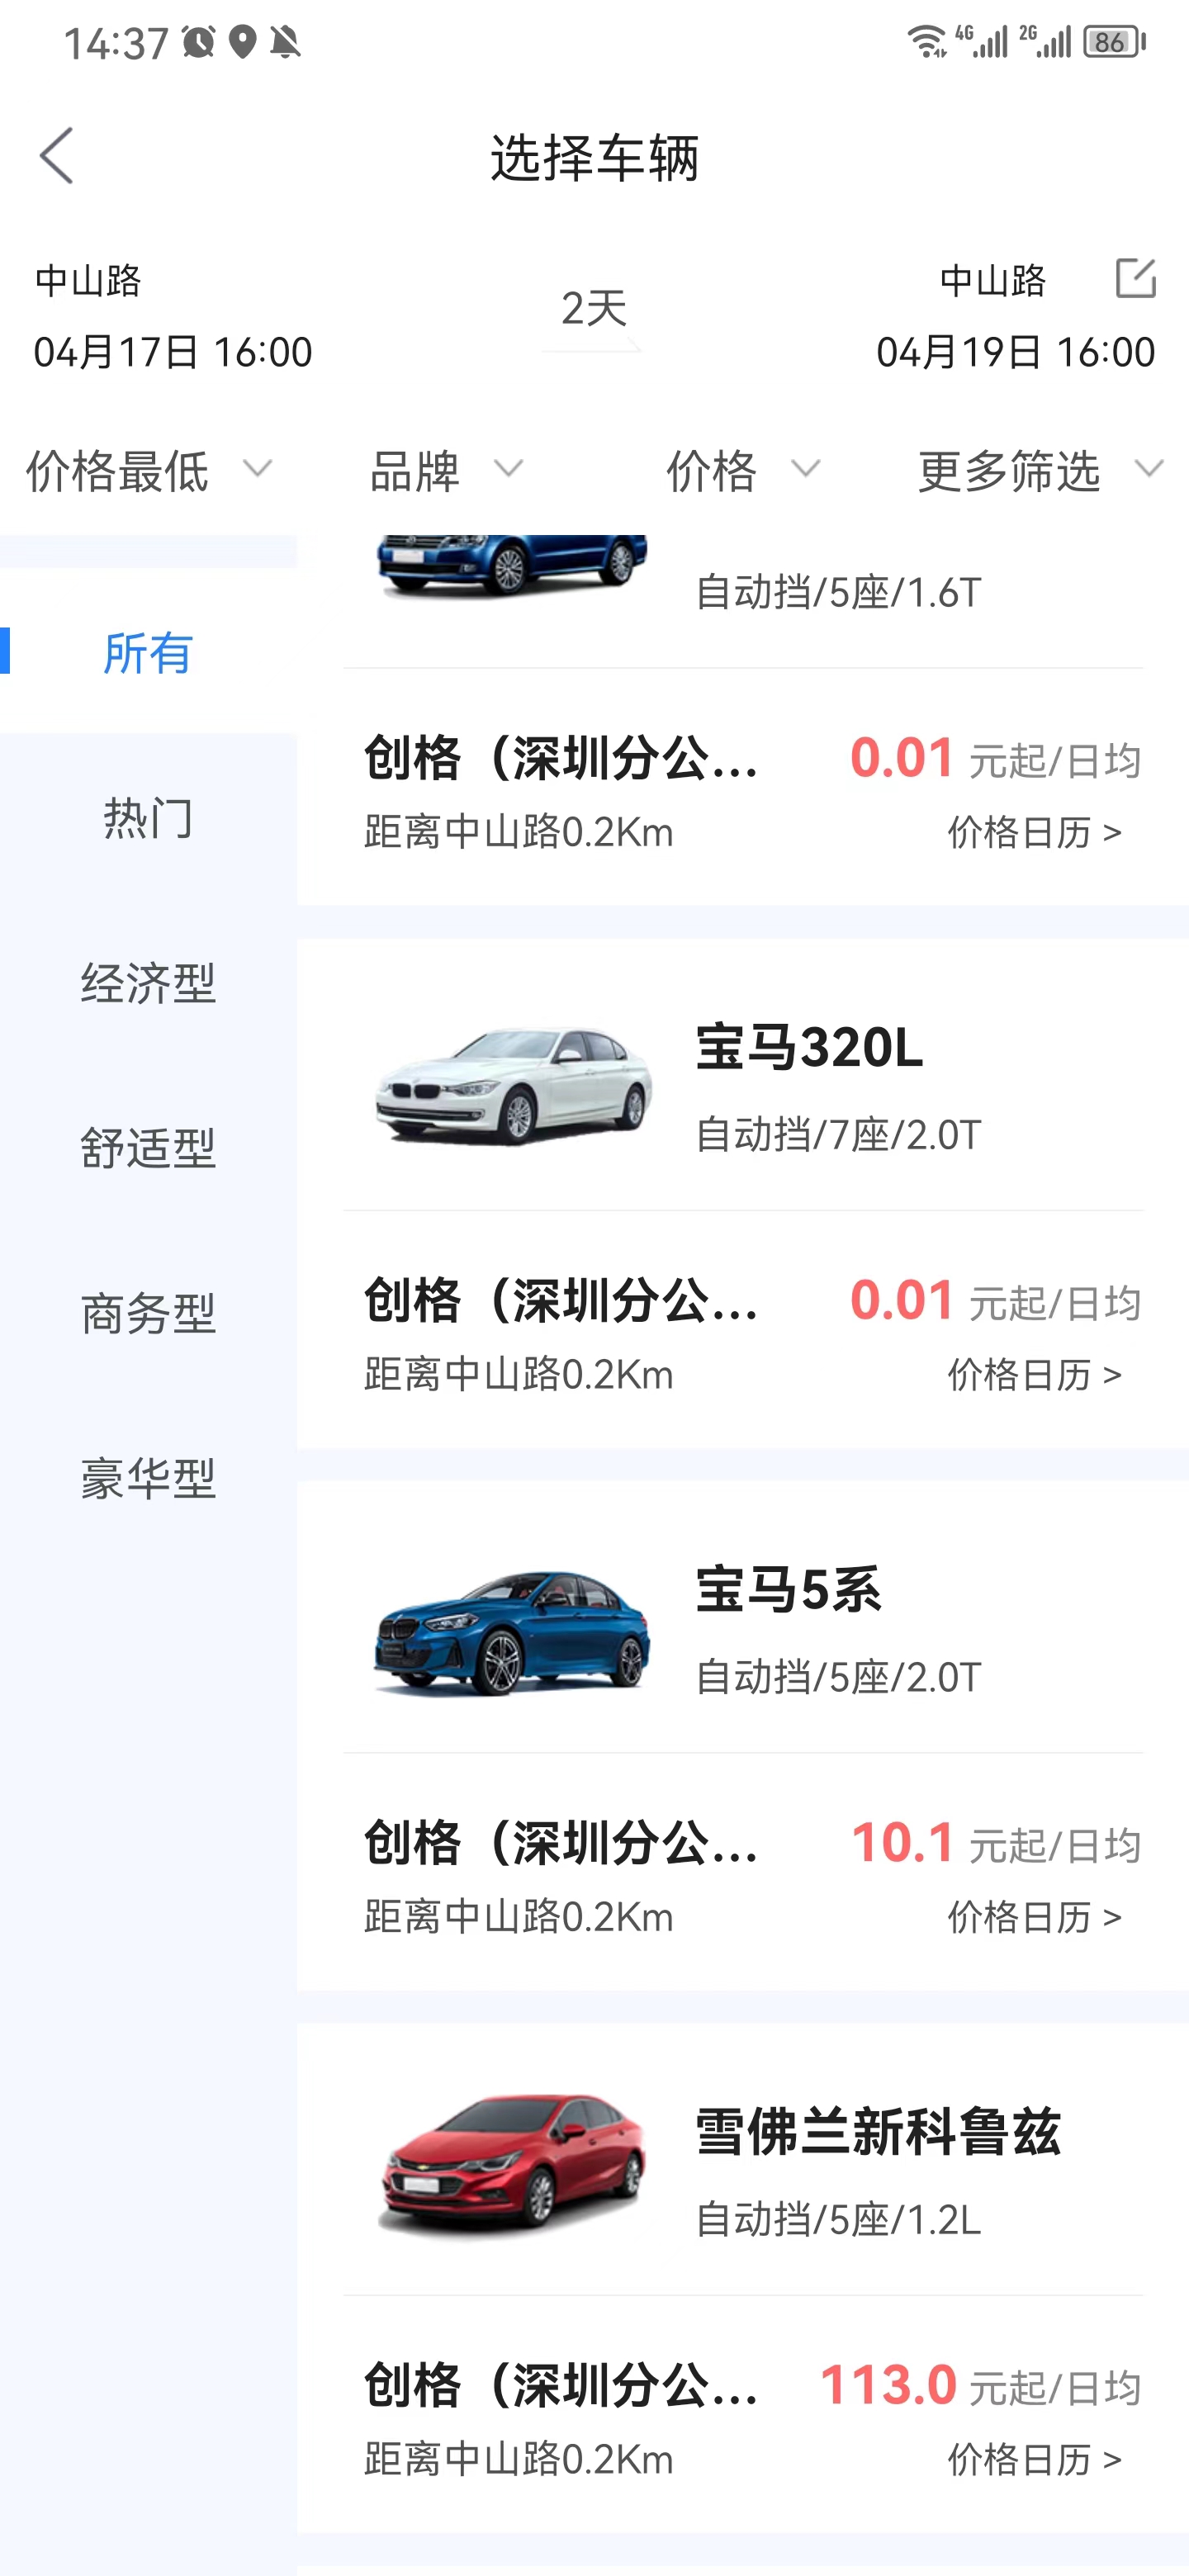 14:37
4G 2G 86
选择车辆
中山路
中山路
2天
04月17日 16:00
04月19日 16:00
价格最低
品牌
价格
更多筛选
所有
热门
经济型
舒适型
商务型
豪华型
自动挡/5座/1.6T
创格（深圳分公...
0.01 元起/日均
距离中山路0.2Km
价格日历 >
宝马320L
自动挡/7座/2.0T
创格（深圳分公...
0.01 元起/日均
距离中山路0.2Km
价格日历 >
宝马5系
自动挡/5座/2.0T
创格（深圳分公...
10.1 元起/日均
距离中山路0.2Km
价格日历 >
雪佛兰新科鲁兹
自动挡/5座/1.2L
创格（深圳分公...
113.0 元起/日均
距离中山路0.2Km
价格日历 >